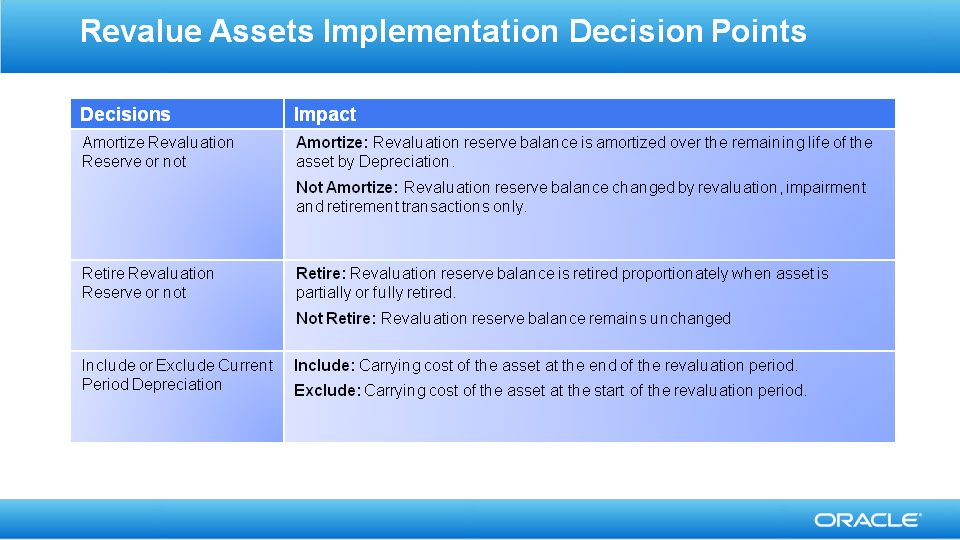 Revalue Assets Implementation Decision Points
Decisions
Impact
Amortize Revaluation
Reserve or not
Amortize: Revaluation reserve balance is amortized over the remaining life of the
asset by Depreciation.
Not Amortize: Revaluation reserve balance changed by revaluation, impairment
and retirement transactions only.
Retire Revaluation
Reserve or not
Retire: Revaluation reserve balance is retired proportionately when asset is
partially or fully retired.
Not Retire: Revaluation reserve balance remains unchanged
Include or Exclude Current
Period Depreciation
Include: Carrying cost of the asset at the end of the revaluation period.
Exclude: Carrying cost of the asset at the start of the revaluation period.
ORACLE